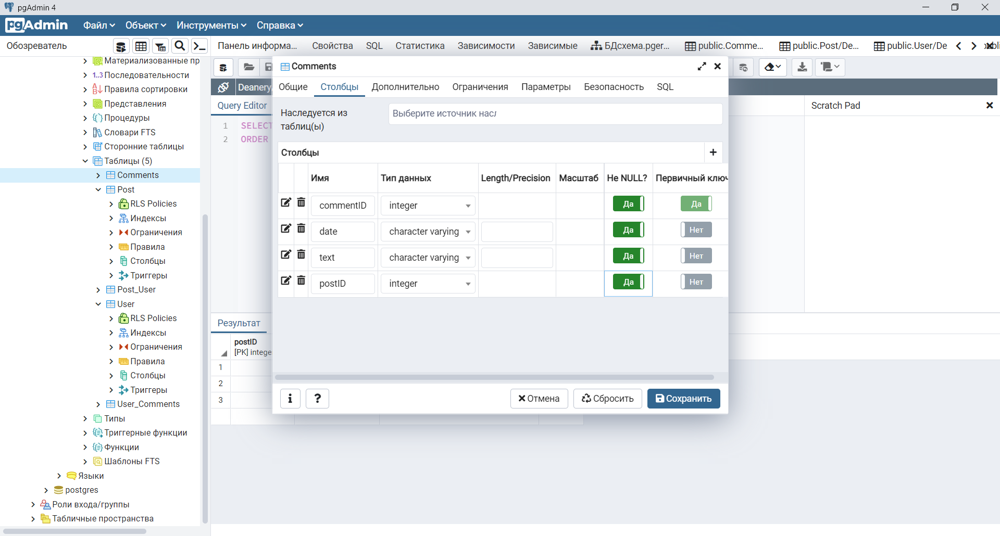 pgAdmin 4
pgAdmin Файл Объект Инструменты Справка
Обозреватель
Панель информа... Свойства SQL Статистика Зависимости Зависимые БДсхема.pger... public.Comme... public.Post/De... public.User/De
Материализованные пр
1..3 Последовательности
Правила сортировки
Представления
Процедуры
Словари FTS
Сторонние таблицы
Таблицы (5)
Comments
Post
RLS Policies
Индексы
Ограничения
Правила
Столбцы
Триггеры
Post_User
User
RLS Policies
Индексы
Ограничения
Правила
Столбцы
Триггеры
User_Comments
Типы
Триггерные функции
Функции
Шаблоны FTS
Языки
postgres
Роли входа/группы
Табличные пространства
Deanery
Query Editor
1 SELECT
2 ORDER
Scratch Pad
Результат
postID
[PK] intege
1
2
3
Comments
Общие Столбцы Дополнительно Ограничения Параметры Безопасность SQL
Наследуется из
таблиц(ы)
Выберите источник насл
Столбцы +
Имя Тип данных Length/Precision Масштаб Не NULL? Первичный ключ
commentID integer Да Да
date character varying Да Нет
text character varying Да Нет
postID integer Да Нет
i ? Отмена Сбросить Сохранить